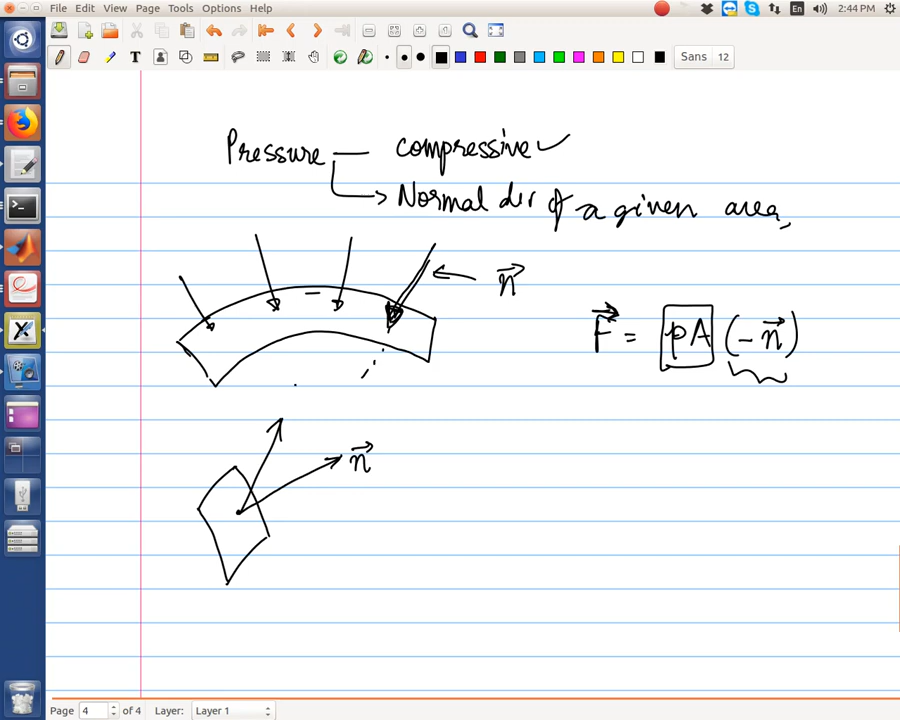 File Edit View Page Tools Options Help En 2:44 PM
Sans 12
Pressure — compressive ✓
→ Normal dir of a given area,
n⃗
F⃗ = pA (−n⃗)
n⃗
Page 4 of 4 Layer: Layer 1